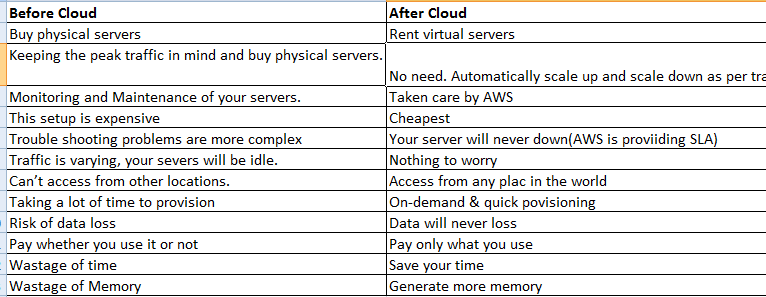 Before Cloud After Cloud
Buy physical servers Rent virtual servers
Keeping the peak traffic in mind and buy physical servers.
No need. Automatically scale up and scale down as per tra
Monitoring and Maintenance of your servers. Taken care by AWS
This setup is expensive Cheapest
Trouble shooting problems are more complex Your server will never down(AWS is proviiding SLA)
Traffic is varying, your severs will be idle. Nothing to worry
Can't access from other locations. Access from any plac in the world
Taking a lot of time to provision On-demand & quick povisioning
Risk of data loss Data will never loss
Pay whether you use it or not Pay only what you use
Wastage of time Save your time
Wastage of Memory Generate more memory